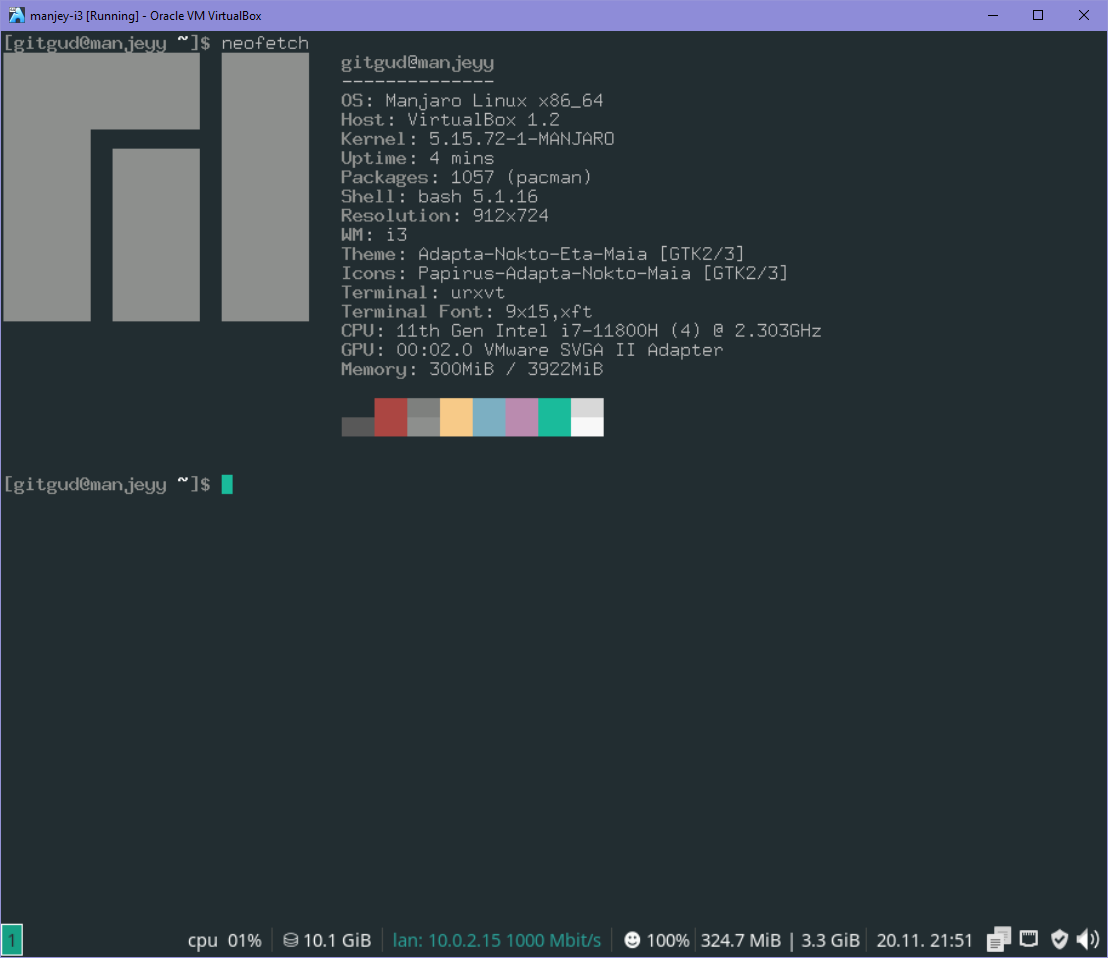 manjey-i3 [Running] - Oracle VM VirtualBox
[gitgud@manjeyy ~]$ neofetch
gitgud@manjeyy
--------------
OS: Manjaro Linux x86_64
Host: VirtualBox 1.2
Kernel: 5.15.72-1-MANJARO
Uptime: 4 mins
Packages: 1057 (pacman)
Shell: bash 5.1.16
Resolution: 912x724
WM: i3
Theme: Adapta-Nokto-Eta-Maia [GTK2/3]
Icons: Papirus-Adapta-Nokto-Maia [GTK2/3]
Terminal: urxvt
Terminal Font: 9x15,xft
CPU: 11th Gen Intel i7-11800H (4) @ 2.303GHz
GPU: 00:02.0 VMware SVGA II Adapter
Memory: 300MiB / 3922MiB
[gitgud@manjeyy ~]$
1 cpu 01% 10.1 GiB lan: 10.0.2.15 1000 Mbit/s 100% 324.7 MiB | 3.3 GiB 20.11. 21:51